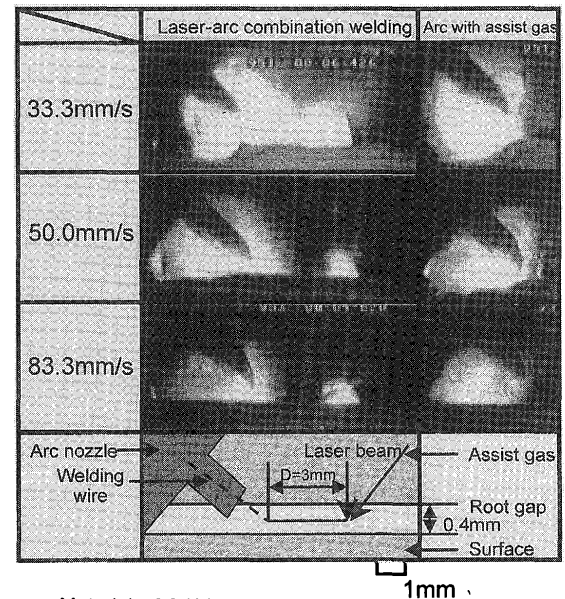 Laser-arc combination welding
Arc with assist gas
33.3mm/s
50.0mm/s
83.3mm/s
Arc nozzle
Laser beam
Assist gas
Welding
wire
D=3mm
Root gap
0.4mm
Surface
1mm